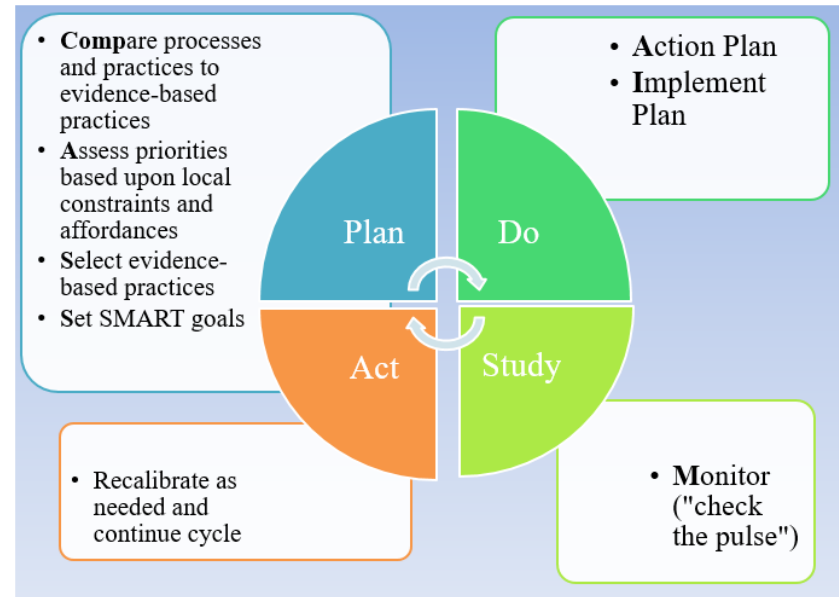 • Compare processes
and practices to
evidence-based
practices
• Assess priorities
based upon local
constraints and
affordances
• Select evidence-
based practices
• Set SMART goals
• Action Plan
• Implement
Plan
Plan
Do
Act
Study
• Recalibrate as
needed and
continue cycle
• Monitor
("check
the pulse")